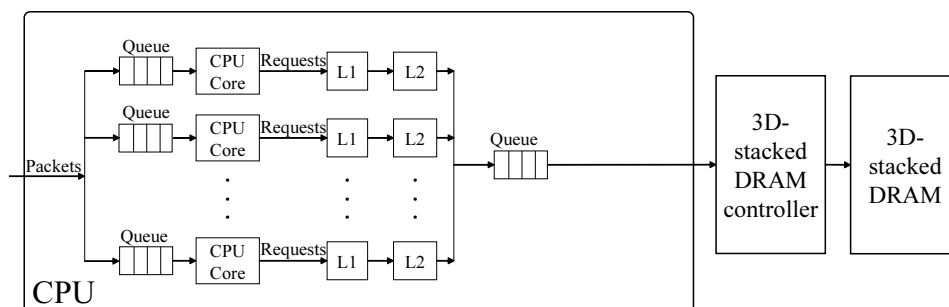 Queue
CPU
Core
Requests
L1
L2
Queue
CPU
Core
Requests
L1
L2
Packets
Queue
Queue
CPU
Core
Requests
L1
L2
CPU
3D-
stacked
DRAM
controller
3D-
stacked
DRAM